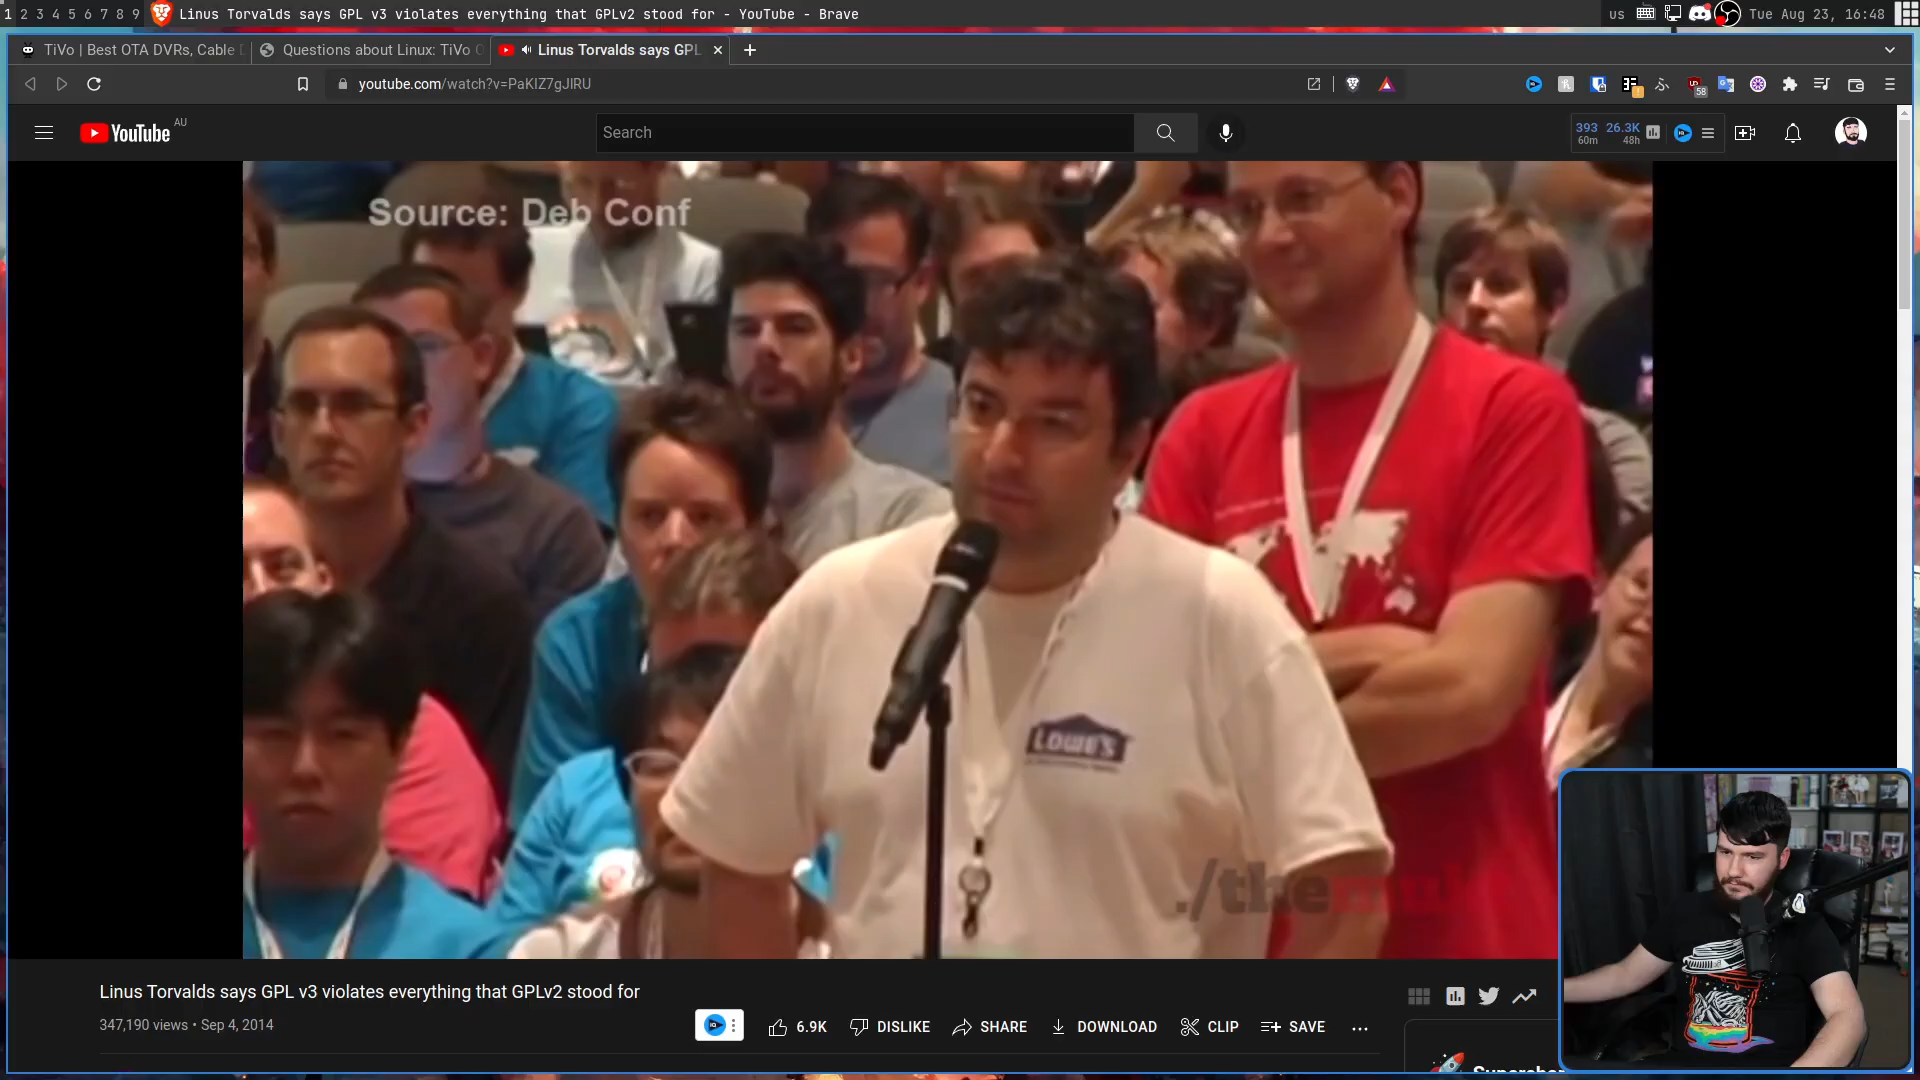 1 2 3 4 5 6 7 8 9 Linus Torvalds says GPL v3 violates everything that GPLv2 stood for - YouTube - Brave us Tue Aug 23, 16:48
TiVo | Best OTA DVRs, Cable D Questions about Linux: TiVo O Linus Torvalds says GPL
youtube.com/watch?v=PaKIZ7gJlRU 58
YouTube AU Search 393 60m 26.3K 48h
Source: Deb Conf
LOWE'S
./themukt
Linus Torvalds says GPL v3 violates everything that GPLv2 stood for
347,190 views • Sep 4, 2014
6.9K DISLIKE SHARE DOWNLOAD CLIP SAVE